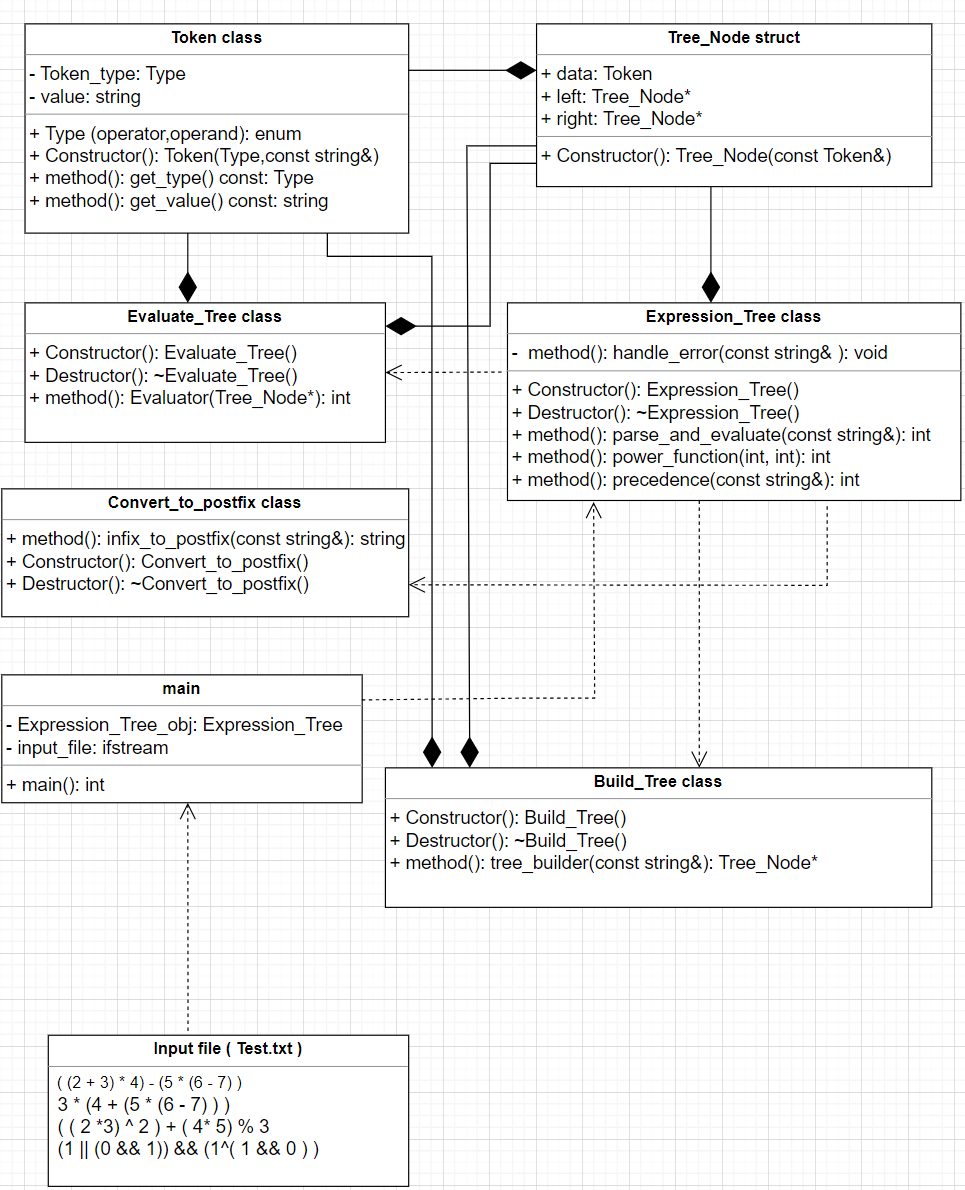 Token class
- Token_type: Type
- value: string
+ Type (operator,operand): enum
+ Constructor(): Token(Type,const string&)
+ method(): get_type() const: Type
+ method(): get_value() const: string
Tree_Node struct
+ data: Token
+ left: Tree_Node*
+ right: Tree_Node*
+ Constructor(): Tree_Node(const Token&)
Evaluate_Tree class
+ Constructor(): Evaluate_Tree()
+ Destructor(): ~Evaluate_Tree()
+ method(): Evaluator(Tree_Node*): int
Expression_Tree class
- method(): handle_error(const string& ): void
+ Constructor(): Expression_Tree()
+ Destructor(): ~Expression_Tree()
+ method(): parse_and_evaluate(const string&): int
+ method(): power_function(int, int): int
+ method(): precedence(const string&): int
Convert_to_postfix class
+ method(): infix_to_postfix(const string&): string
+ Constructor(): Convert_to_postfix()
+ Destructor(): ~Convert_to_postfix()
main
- Expression_Tree_obj: Expression_Tree
- input_file: ifstream
+ main(): int
Build_Tree class
+ Constructor(): Build_Tree()
+ Destructor(): ~Build_Tree()
+ method(): tree_builder(const string&): Tree_Node*
Input file ( Test.txt )
( (2 + 3) * 4) - (5 * (6 - 7) )
3 * (4 + (5 * (6 - 7) ) )
( ( 2 *3) ^ 2 ) + ( 4* 5) % 3
(1 || (0 && 1)) && (1^( 1 && 0 ) )